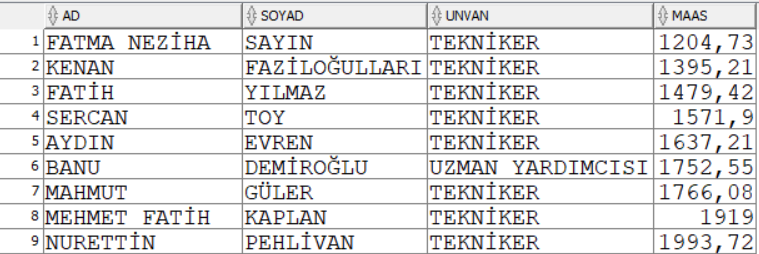 AD SOYAD UNVAN MAAS
1 FATMA NEZİHA SAYIN TEKNİKER 1204,73
2 KENAN FAZİLOĞULLARI TEKNİKER 1395,21
3 FATİH YILMAZ TEKNİKER 1479,42
4 SERCAN TOY TEKNİKER 1571,9
5 AYDIN EVREN TEKNİKER 1637,21
6 BANU DEMİROĞLU UZMAN YARDIMCISI 1752,55
7 MAHMUT GÜLER TEKNİKER 1766,08
8 MEHMET FATİH KAPLAN TEKNİKER 1919
9 NURETTİN PEHLİVAN TEKNİKER 1993,72